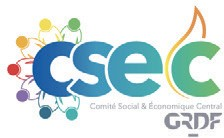 csec
Comité Social & Économique Central
GRDF